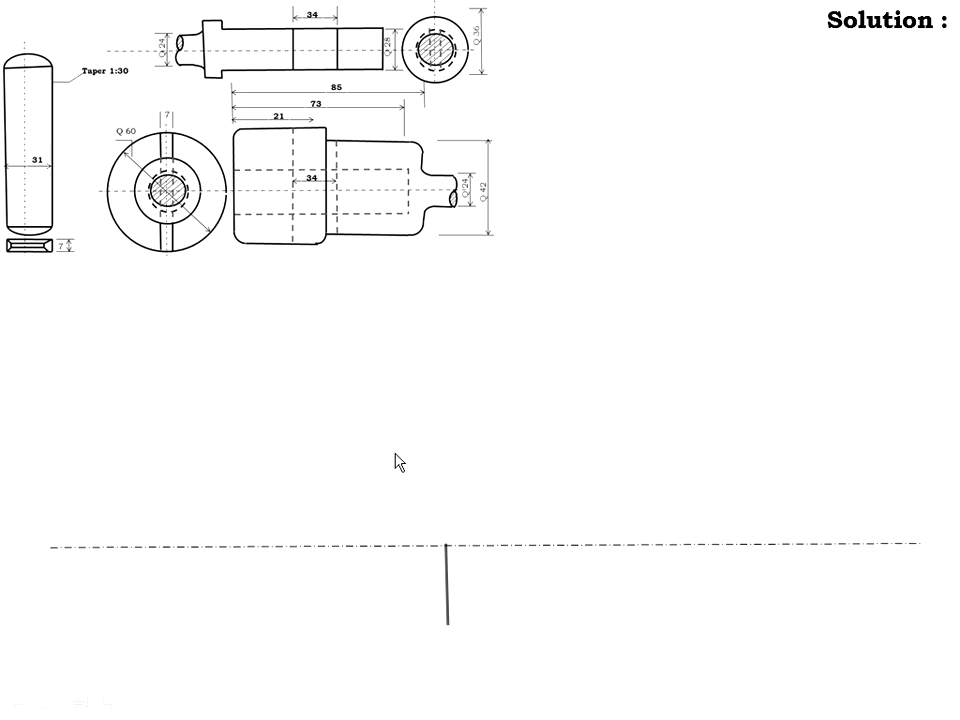 Solution :
34
Q 24
Q 28
Q 36
Taper 1:30
85
73
21
7
Q 60
31
34
Q 24
Q 42
7